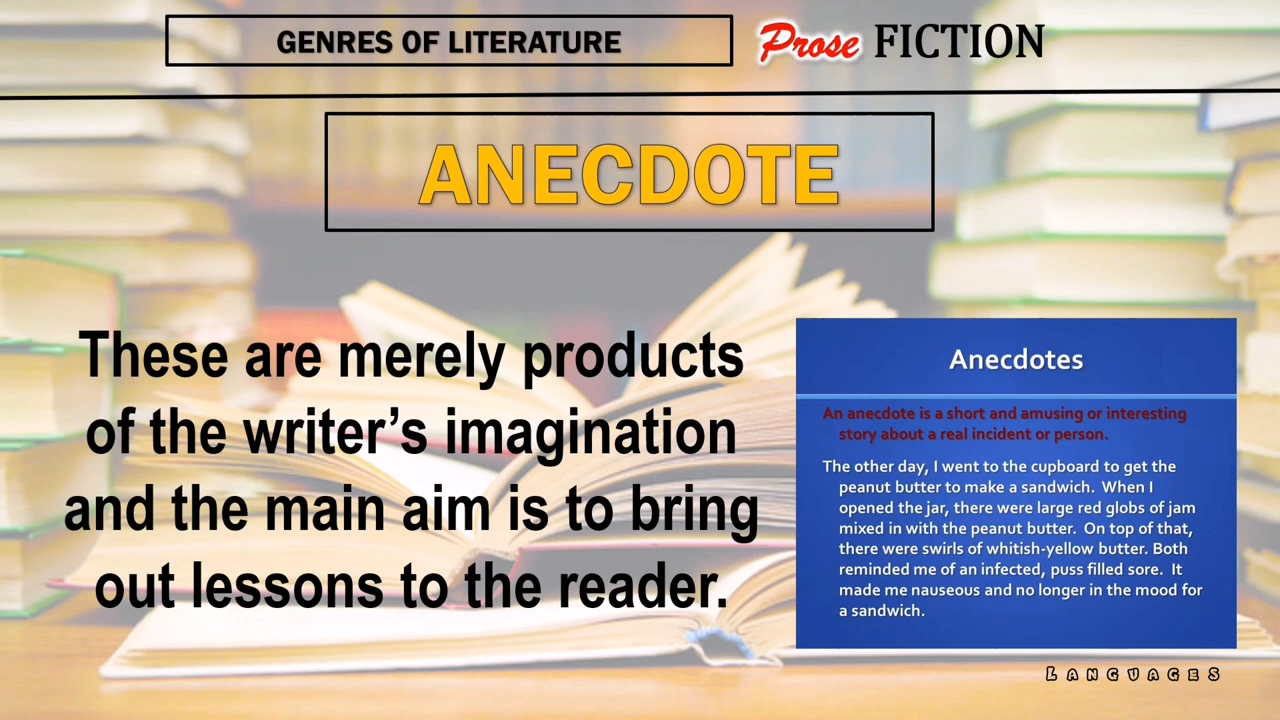 GENRES OF LITERATURE
Prose FICTION
ANECDOTE
These are merely products
of the writer’s imagination
and the main aim is to bring
out lessons to the reader.
Anecdotes
An anecdote is a short and amusing or interesting
story about a real incident or person.
The other day, I went to the cupboard to get the
peanut butter to make a sandwich. When I
opened the jar, there were large red globs of jam
mixed in with the peanut butter. On top of that,
there were swirls of whitish-yellow butter. Both
reminded me of an infected, puss filled sore. It
made me nauseous and no longer in the mood for
a sandwich.
LANGUAGES